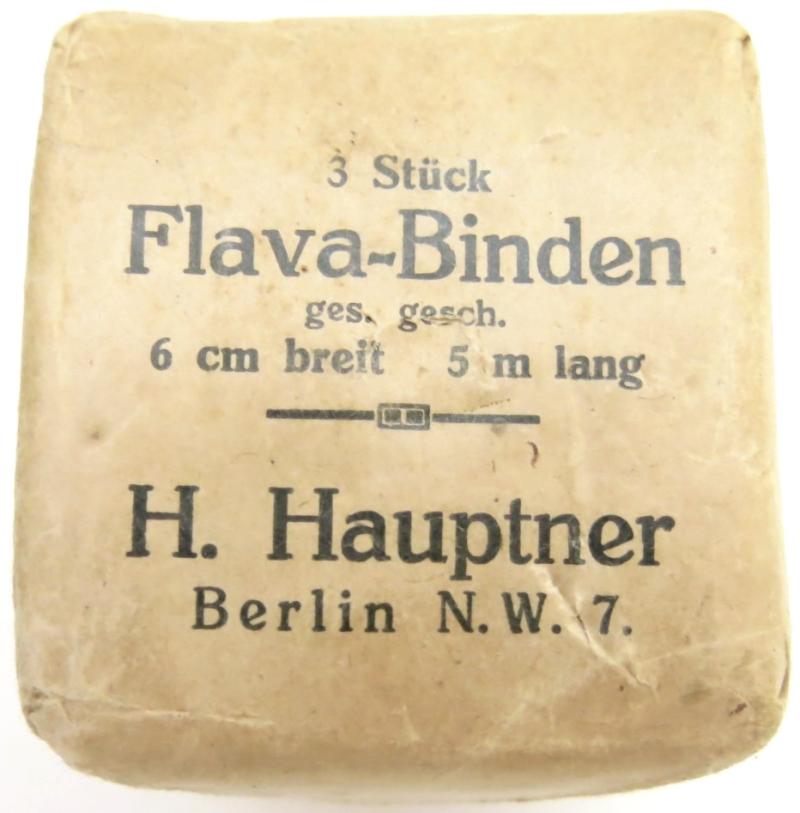 3 Stück
Flava-Binden
ges. gesch.
6 cm breit 5 m lang
H. Hauptner
Berlin N.W. 7.